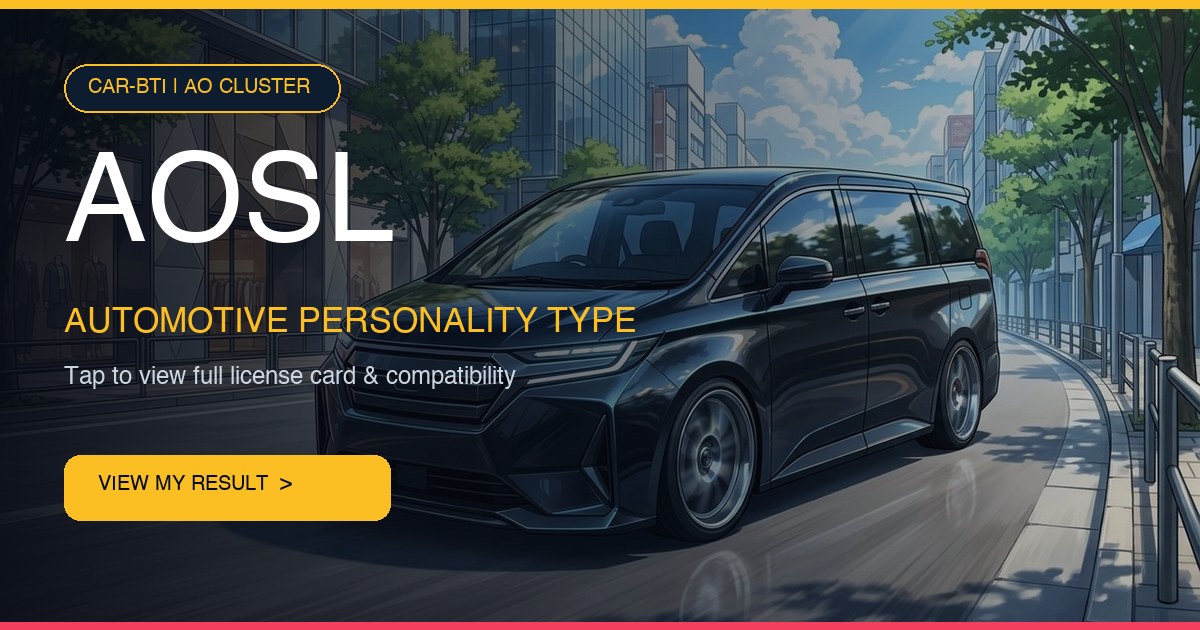 CAR-BTI | AO CLUSTER
AOSL
AUTOMOTIVE PERSONALITY TYPE
Tap to view full license card & compatibility
VIEW MY RESULT >